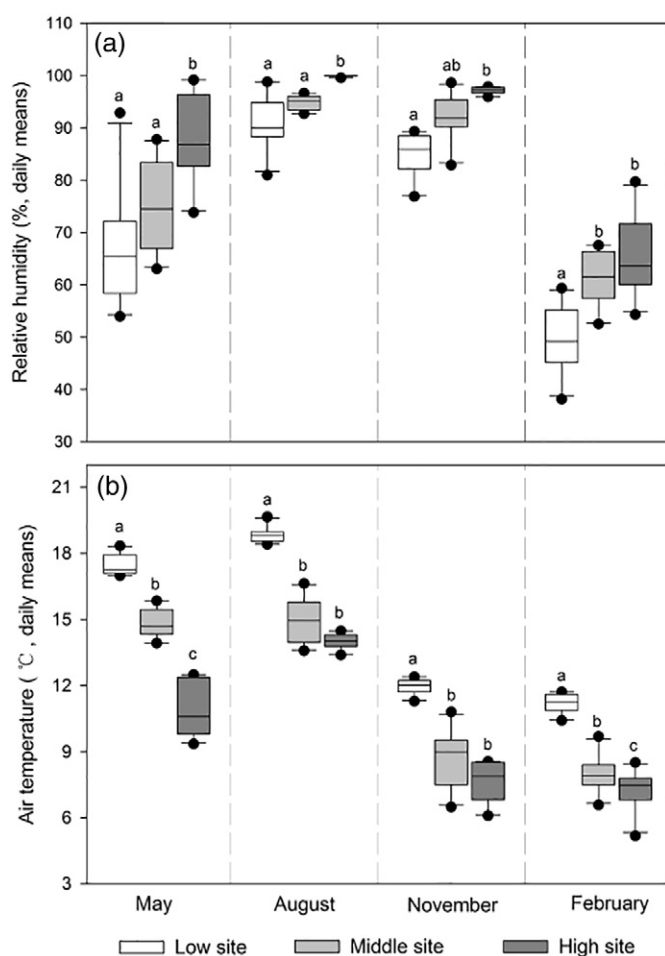 (a)
Relative humidity (%, daily means)
110
100
90
80
70
60
50
40
30
a
a
b
a
a
b
a
ab
b
a
b
b
(b)
Air temperature ( ℃, daily means)
21
18
15
12
9
6
3
a
b
c
a
b
b
a
b
b
a
b
c
May August November February
Low site Middle site High site